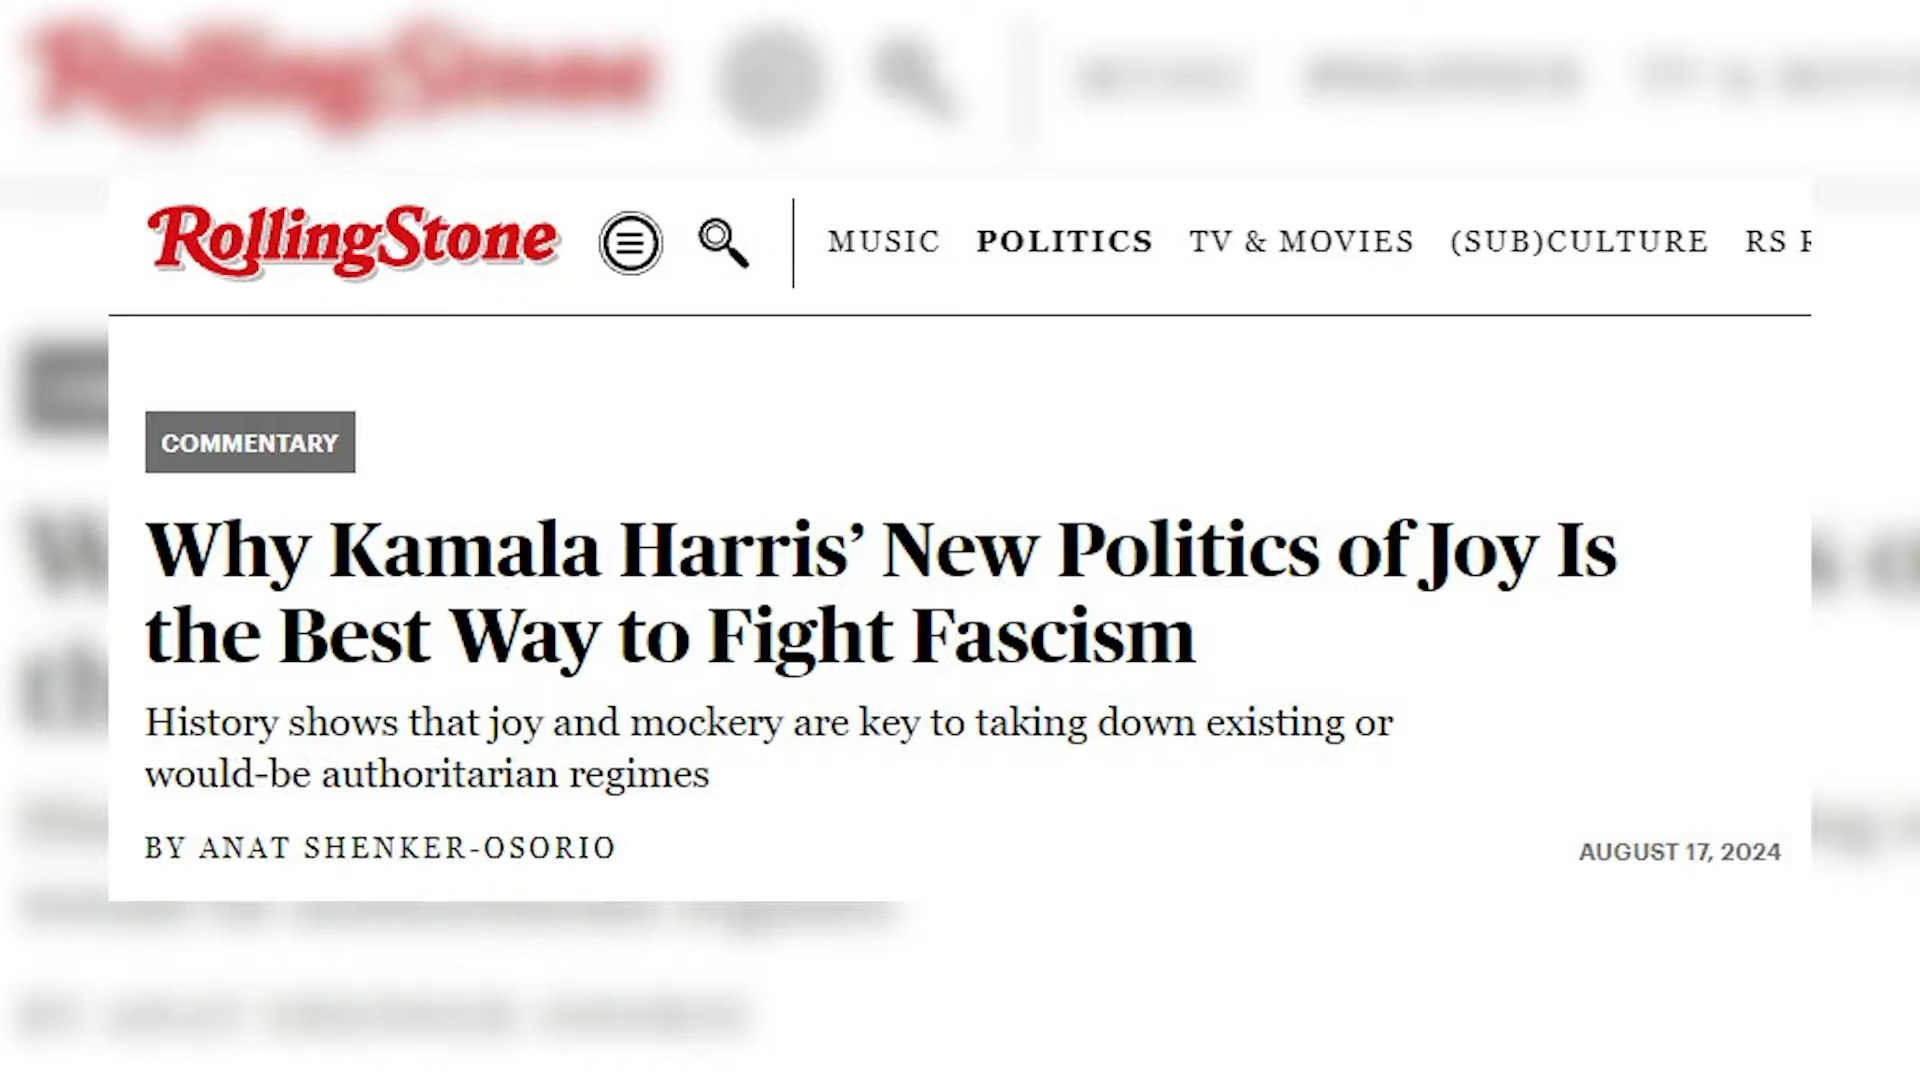 RollingStone
MUSIC POLITICS TV & MOVIES (SUB)CULTURE RS
COMMENTARY
Why Kamala Harris’ New Politics of Joy Is
the Best Way to Fight Fascism
History shows that joy and mockery are key to taking down existing or
would-be authoritarian regimes
BY ANAT SHENKER-OSORIO
AUGUST 17, 2024